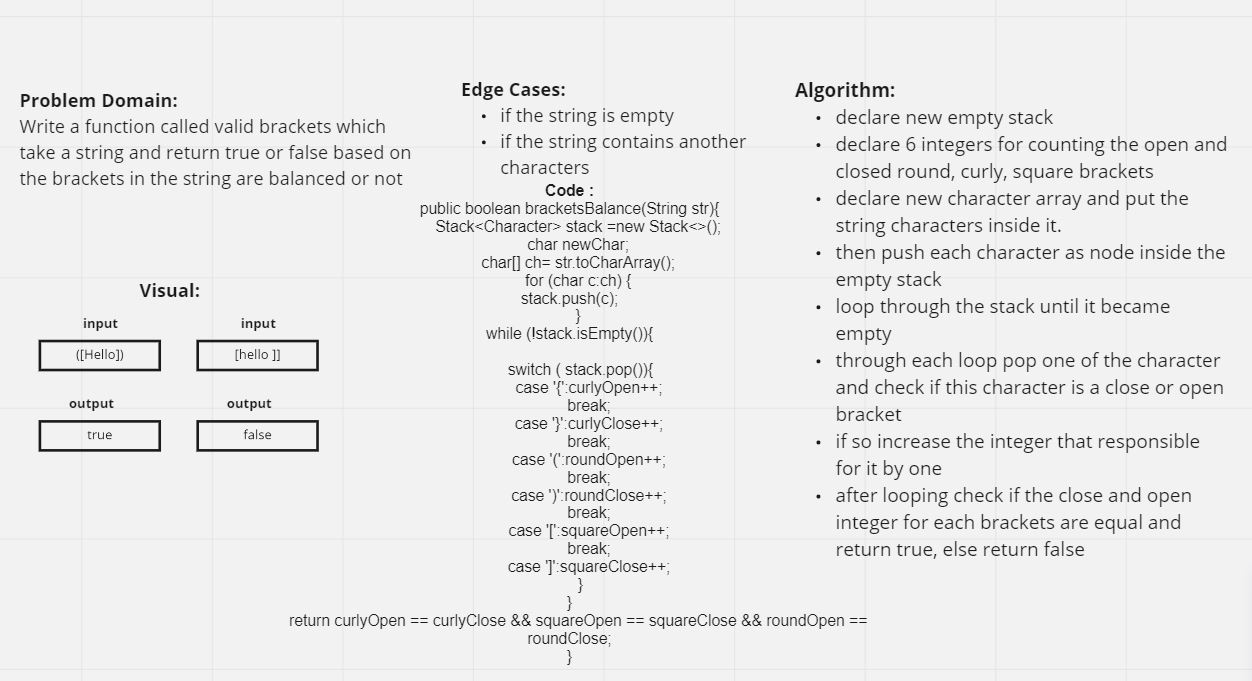 Problem Domain:
Write a function called valid brackets which
take a string and return true or false based on
the brackets in the string are balanced or not
Visual:
input
([Hello])
output
true
input
[hello ]]
output
false
Edge Cases:
• if the string is empty
• if the string contains another
characters
Code :
public boolean bracketsBalance(String str){
Stack<Character> stack =new Stack<>();
char newChar;
char[] ch= str.toCharArray();
for (char c:ch) {
stack.push(c);
}
while (!stack.isEmpty()){
switch ( stack.pop()){
case '{':curlyOpen++;
break;
case '}':curlyClose++;
break;
case '(':roundOpen++;
break;
case ')':roundClose++;
break;
case '[':squareOpen++;
break;
case ']':squareClose++;
}
}
return curlyOpen == curlyClose && squareOpen == squareClose && roundOpen ==
roundClose;
}
Algorithm:
• declare new empty stack
• declare 6 integers for counting the open and
closed round, curly, square brackets
• declare new character array and put the
string characters inside it.
• then push each character as node inside the
empty stack
• loop through the stack until it became
empty
• through each loop pop one of the character
and check if this character is a close or open
bracket
• if so increase the integer that responsible
for it by one
• after looping check if the close and open
integer for each brackets are equal and
return true, else return false